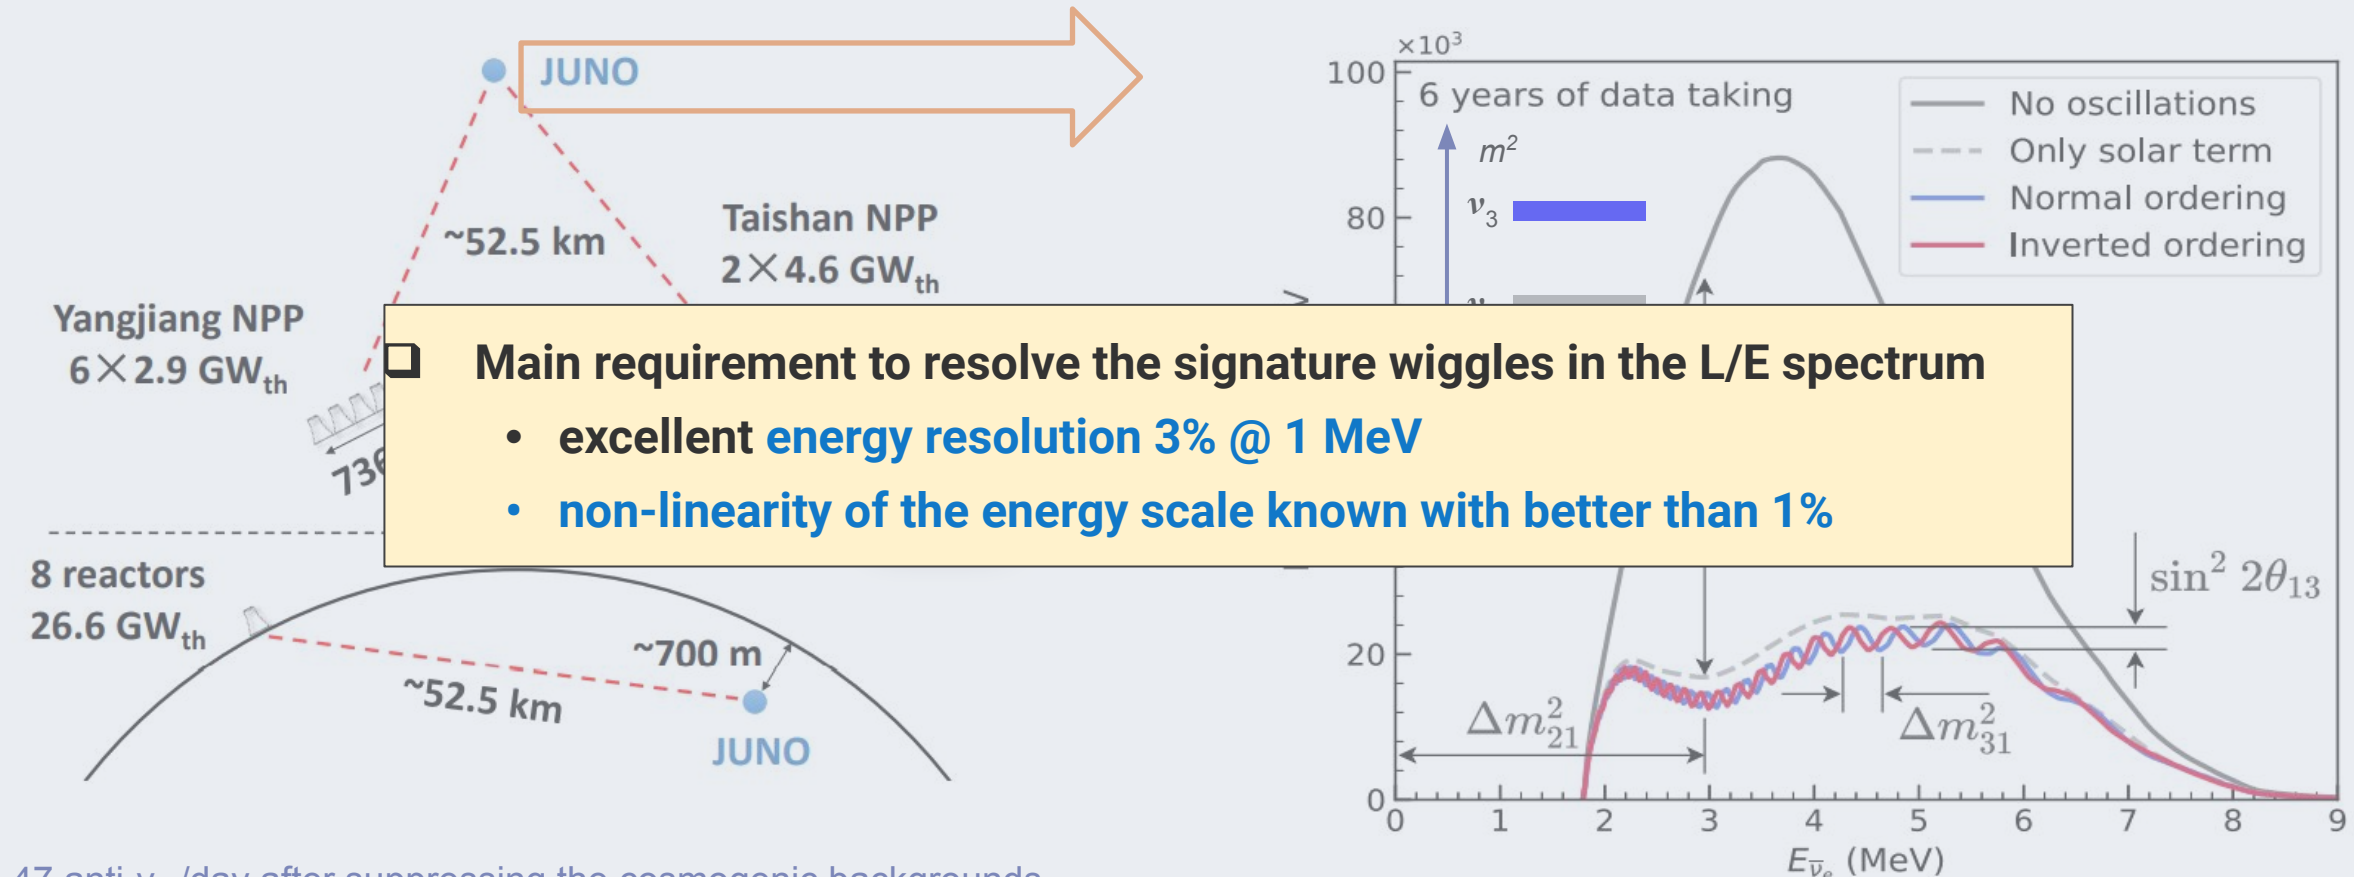 JUNO
~52.5 km
Taishan NPP
2×4.6 GWth
Yangjiang NPP
6×2.9 GWth
❑ Main requirement to resolve the signature wiggles in the L/E spectrum
• excellent energy resolution 3% @ 1 MeV
• non-linearity of the energy scale known with better than 1%
8 reactors
26.6 GWth
~700 m
~52.5 km
JUNO
×10³
100
80
20
0
6 years of data taking
m²
ν₃
No oscillations
Only solar term
Normal ordering
Inverted ordering
sin² 2θ₁₃
Δm²₂₁
Δm²₃₁
0 1 2 3 4 5 6 7 8 9
E_ν̄ₑ (MeV)